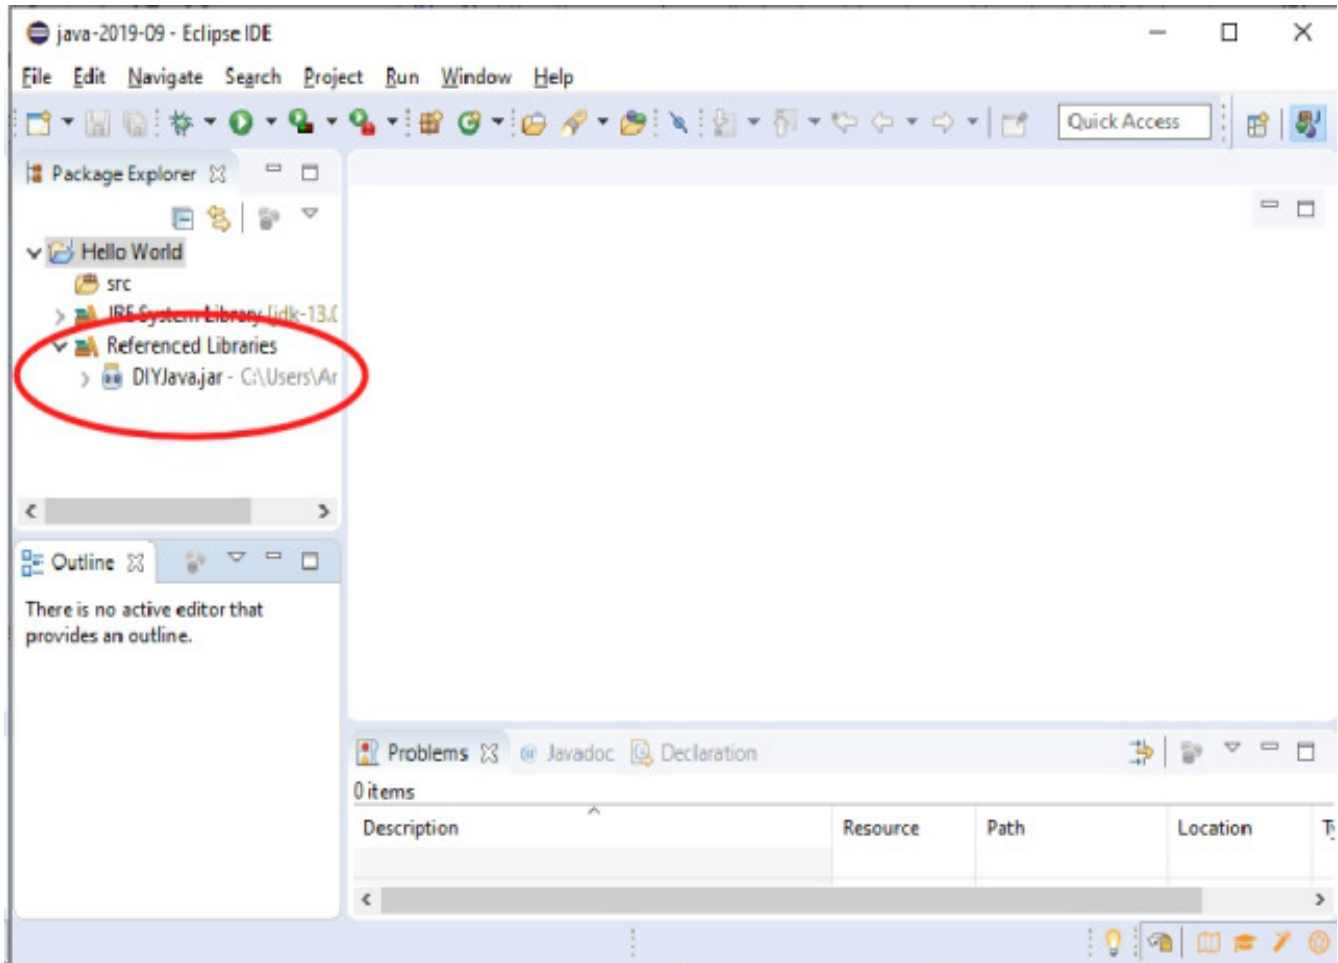 java-2019-09 - Eclipse IDE
File Edit Navigate Search Project Run Window Help
Quick Access
Package Explorer
Hello World
src
JRE System Library [jdk-13.0
Referenced Libraries
DIYJava.jar - C:\Users\Ar
Outline
There is no active editor that
provides an outline.
Problems Javadoc Declaration
0 items
Description Resource Path Location Ty